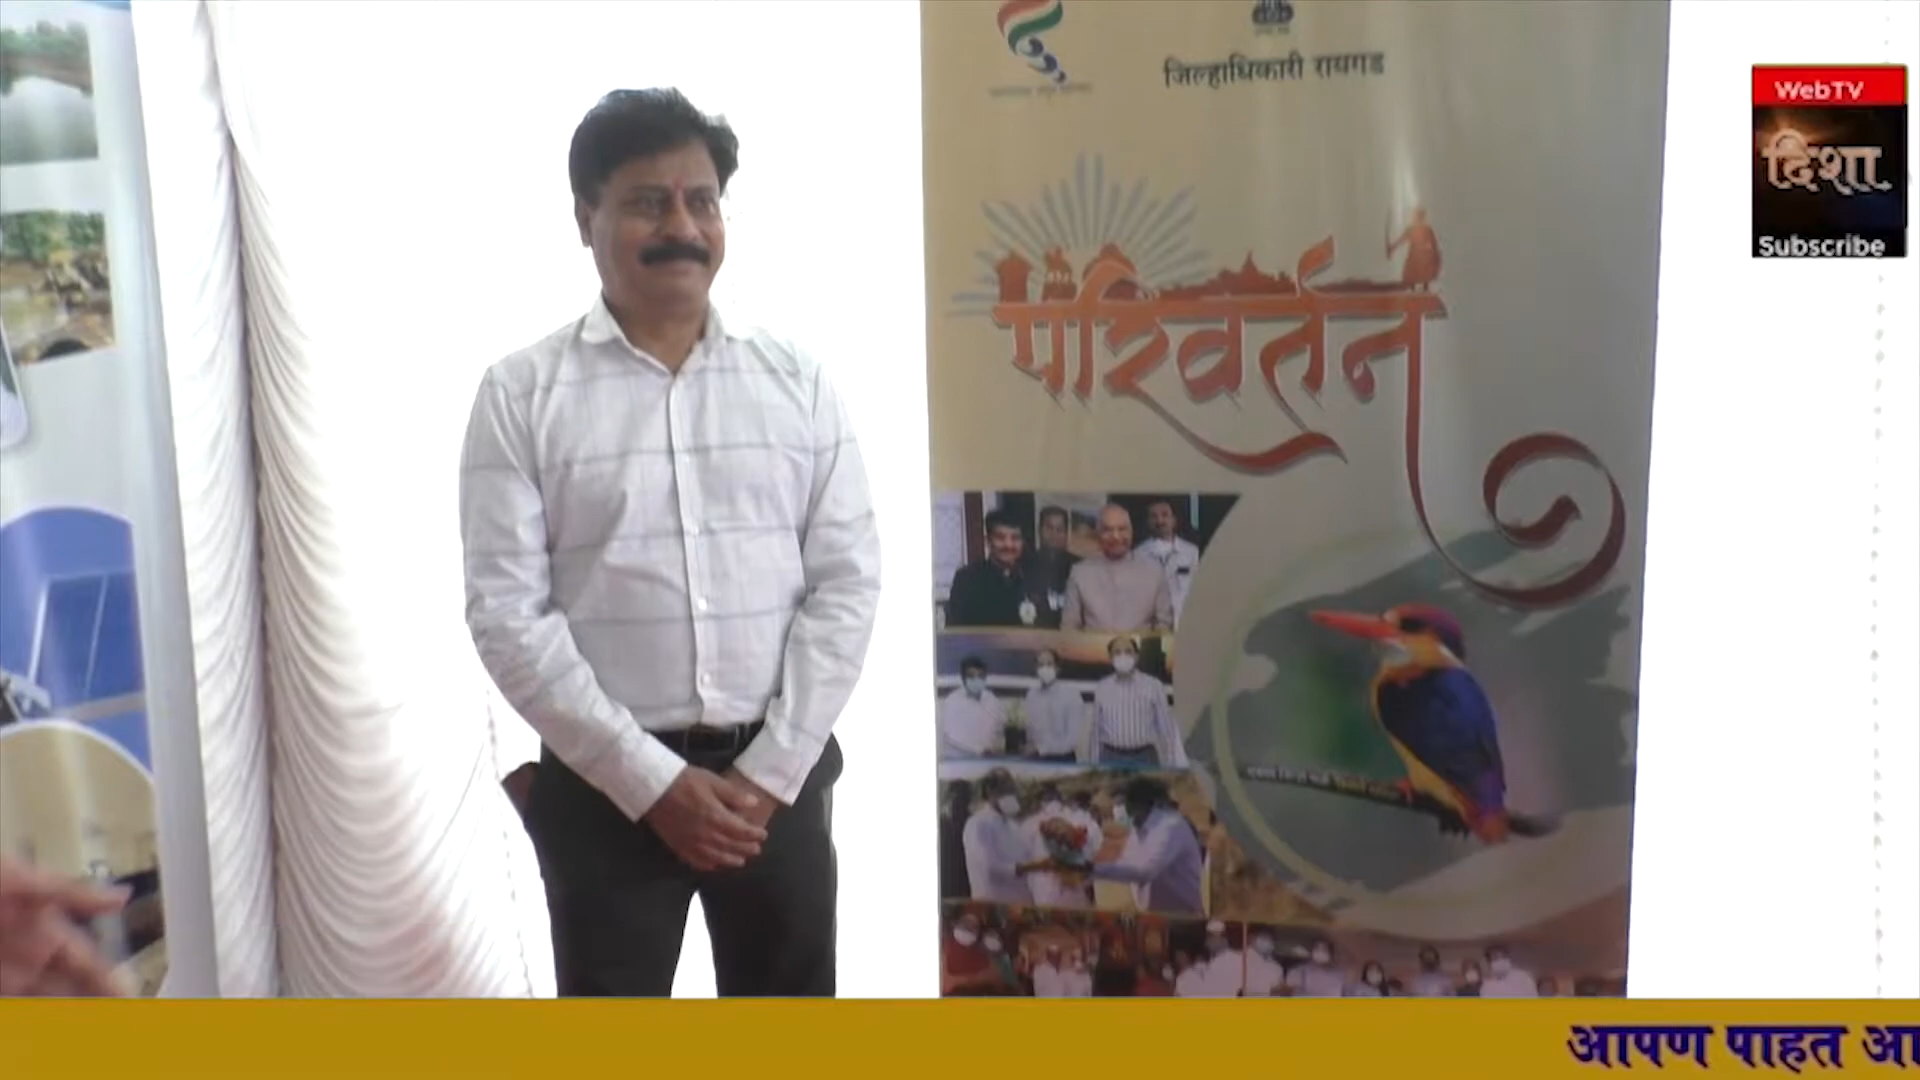 जिल्हाधिकारी रायगड
WebTV
दिशा
Subscribe
परिवर्तन
आपण पाहत आ